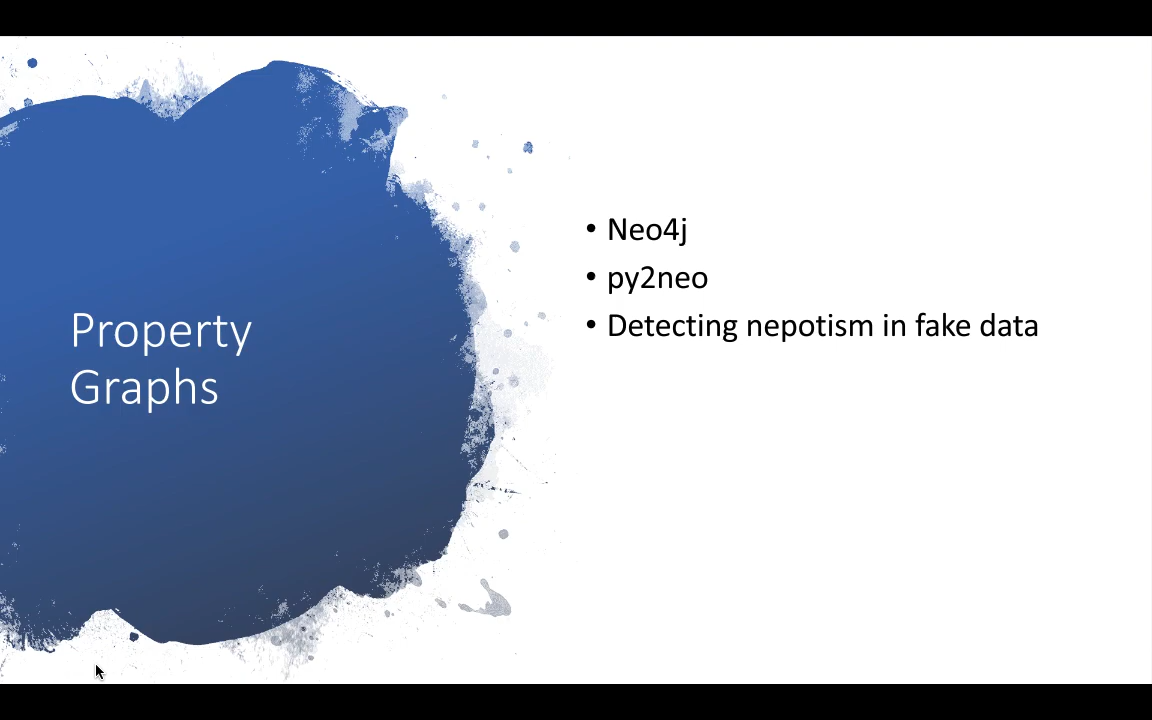 Property
Graphs
• Neo4j
• py2neo
• Detecting nepotism in fake data